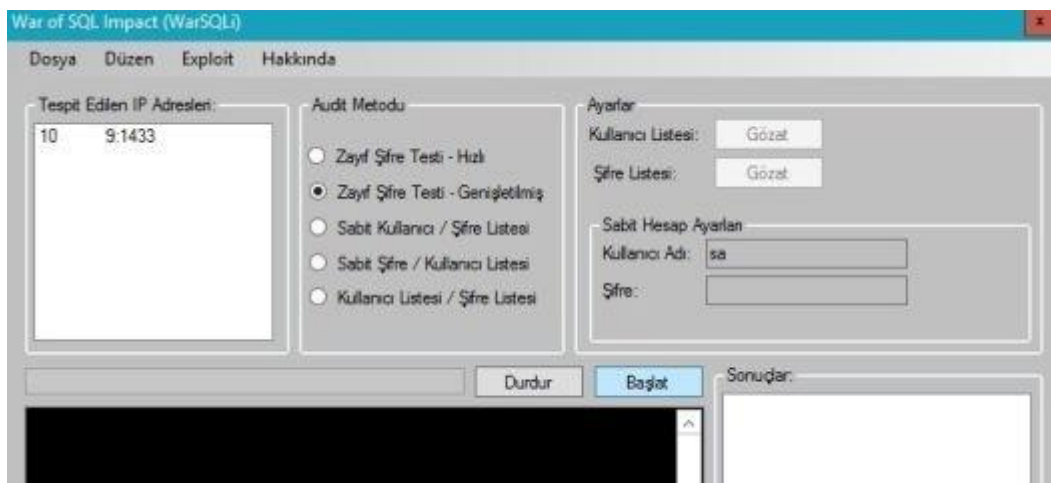 War of SQL Impact (WarSQLi)
x
Dosya Düzen Exploit Hakkında
Tespit Edilen IP Adresleri:
10 9:1433
Audit Metodu
Zayıf Şifre Testi - Hızlı
Zayıf Şifre Testi - Genişletilmiş
Sabit Kullanıcı / Şifre Listesi
Sabit Şifre / Kullanıcı Listesi
Kullanıcı Listesi / Şifre Listesi
Ayarlar
Kullanıcı Listesi: Gözat
Şifre Listesi: Gözat
Sabit Hesap Ayarları
Kullanıcı Adı: sa
Şifre:
Durdur Başlat
Sonuçlar: